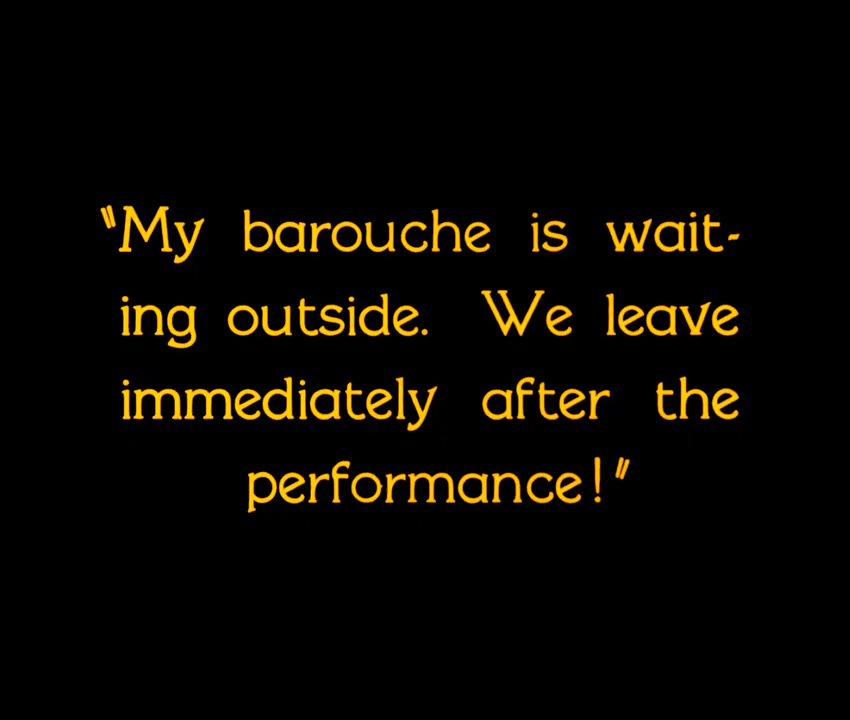 "My barouche is wait-
ing outside. We leave
immediately after the
performance!"